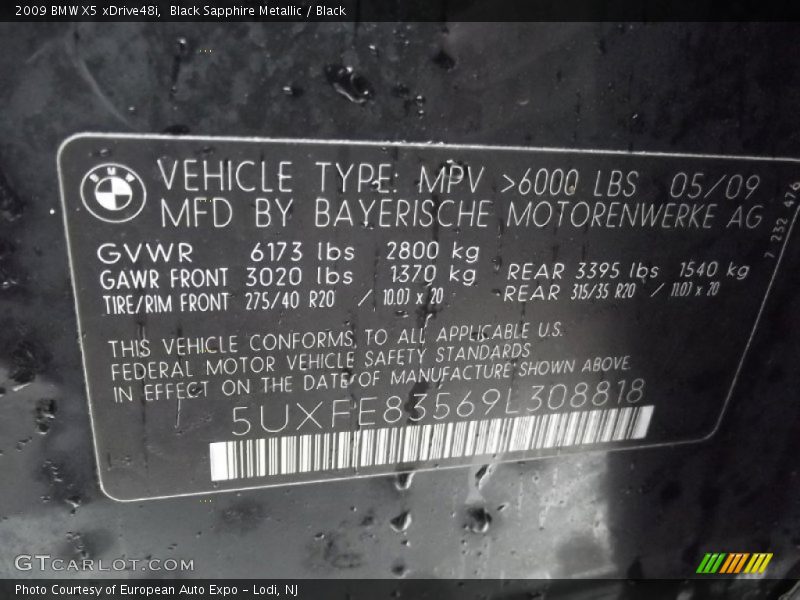 2009 BMW X5 xDrive48i, Black Sapphire Metallic / Black
BMW
VEHICLE TYPE: MPV >6000 LBS 05/09
MFD BY BAYERISCHE MOTORENWERKE AG
7 232 476
GVWR 6173 lbs 2800 kg
GAWR FRONT 3020 lbs 1370 kg REAR 3395 lbs 1540 kg
TIRE/RIM FRONT 275/40 R20 / 10.0J x 20 REAR 315/35 R20 / 11.0J x 20
THIS VEHICLE CONFORMS TO ALL APPLICABLE U.S.
FEDERAL MOTOR VEHICLE SAFETY STANDARDS
IN EFFECT ON THE DATE OF MANUFACTURE SHOWN ABOVE.
5UXFE83569L308818
GTCARLOT.COM
Photo Courtesy of European Auto Expo - Lodi, NJ